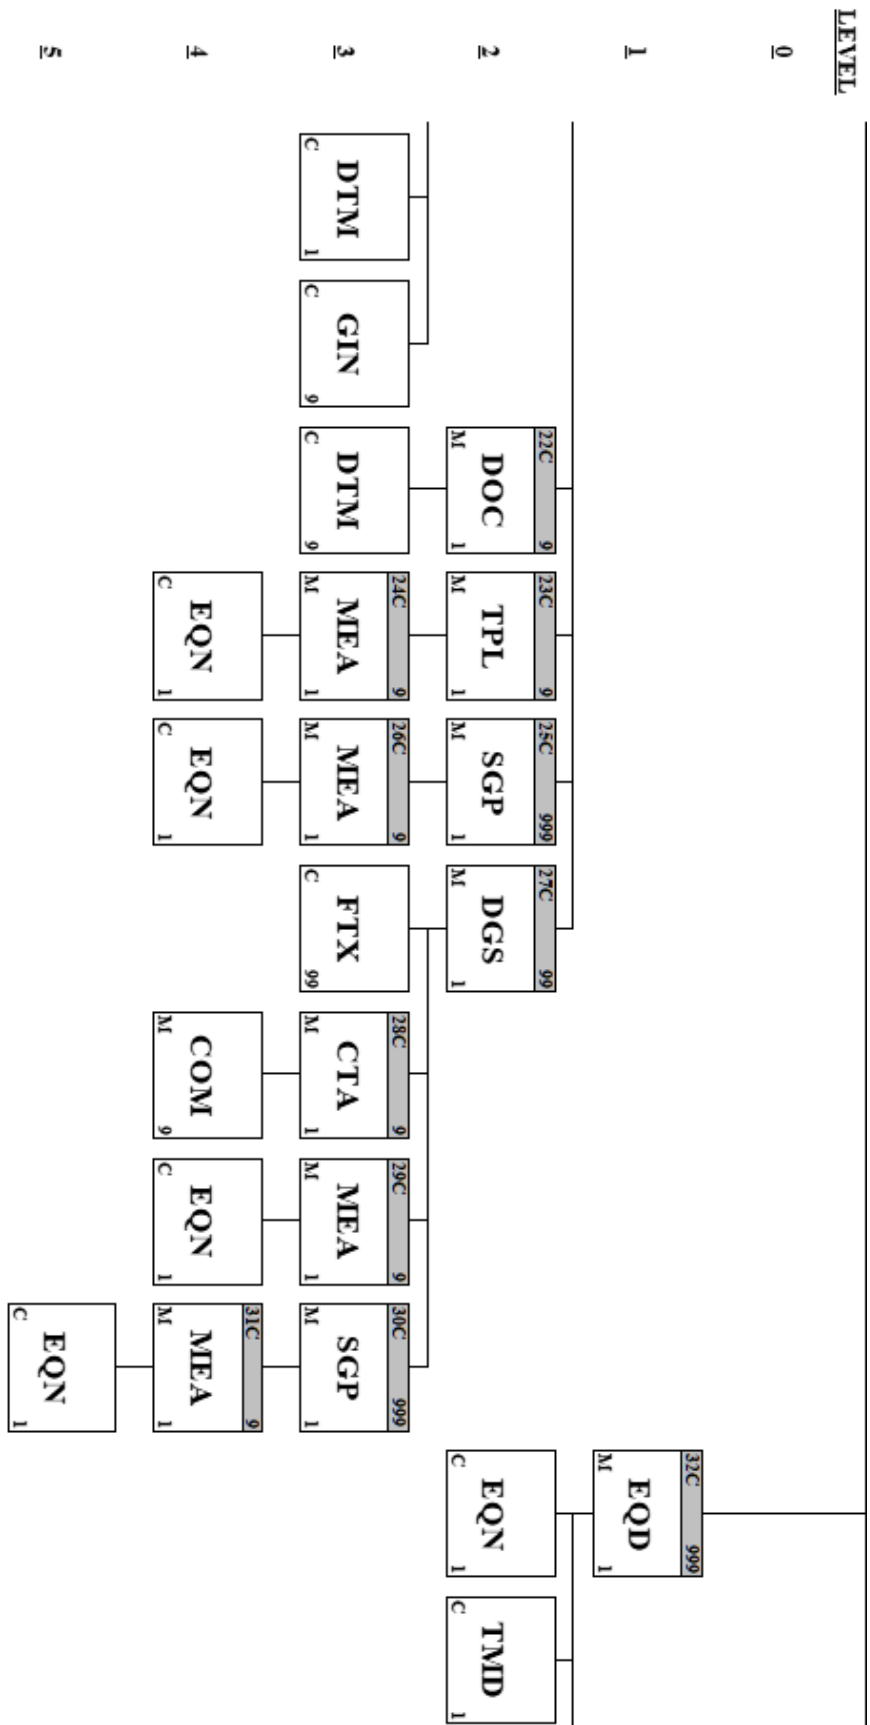 LEVEL
0
1
2
3
4
5
DTM
C 1
GIN
C 9
22C 9
DOC
M 1
DTM
C 9
23C 9
TPL
M 1
24C 9
MEA
M 1
EQN
C 1
25C 999
SGP
M 1
26C 9
MEA
M 1
EQN
C 1
27C 99
DGS
M 1
FTX
C 99
28C 9
CTA
M 1
COM
M 9
29C 9
MEA
M 1
EQN
C 1
30C 999
SGP
M 1
31C 9
MEA
M 1
EQN
C 1
32C 999
EQD
M 1
EQN
C 1
TMD
C 1